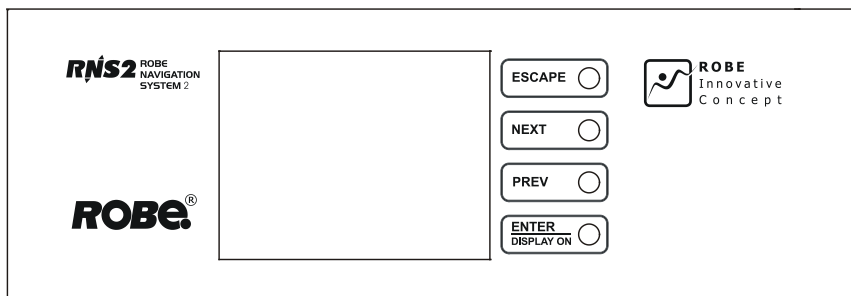 RNS2 ROBE
NAVIGATION
SYSTEM 2
ROBE®
ESCAPE
NEXT
PREV
ENTER
DISPLAY ON
ROBE
Innovative
Concept